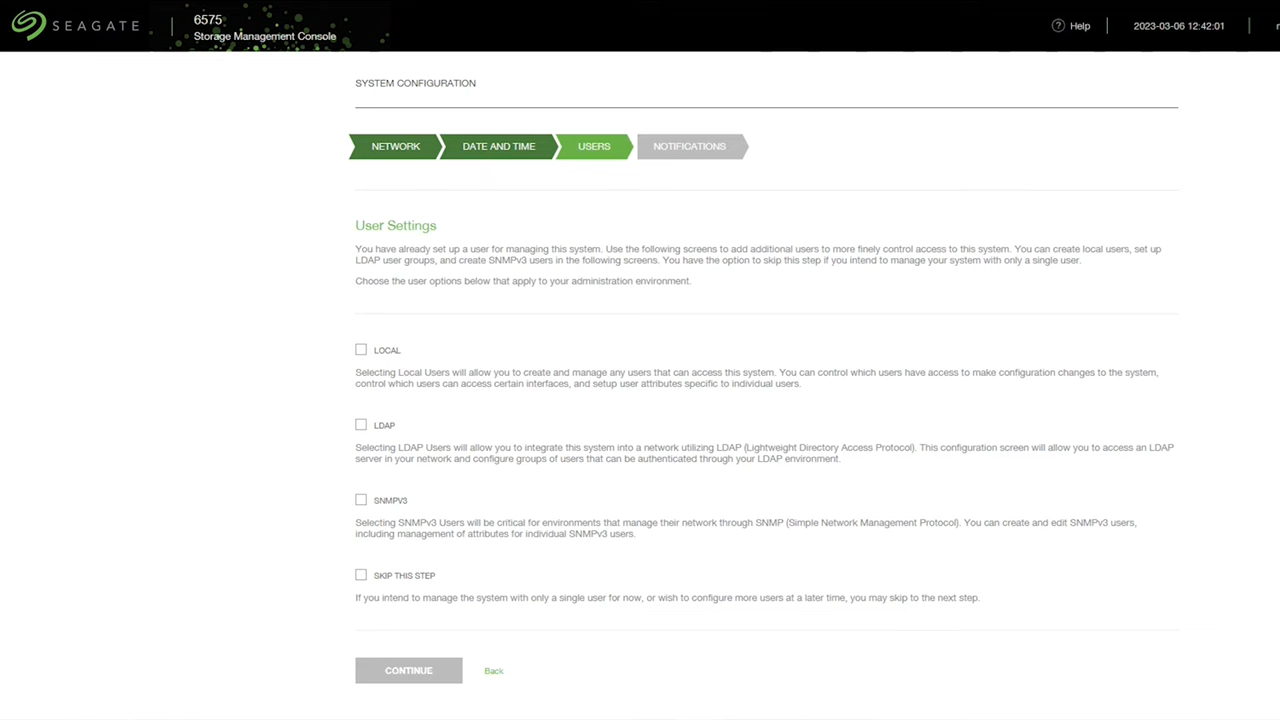 SEAGATE
6575
Storage Management Console
Help
2023-03-06 12:42:01
SYSTEM CONFIGURATION
NETWORK
DATE AND TIME
USERS
NOTIFICATIONS
User Settings
You have already set up a user for managing this system. Use the following screens to add additional users to more finely control access to this system. You can create local users, set up
LDAP user groups, and create SNMPv3 users in the following screens. You have the option to skip this step if you intend to manage your system with only a single user.
Choose the user options below that apply to your administration environment.
LOCAL
Selecting Local Users will allow you to create and manage any users that can access this system. You can control which users have access to make configuration changes to the system,
control which users can access certain interfaces, and setup user attributes specific to individual users.
LDAP
Selecting LDAP Users will allow you to integrate this system into a network utilizing LDAP (Lightweight Directory Access Protocol). This configuration screen will allow you to access an LDAP
server in your network and configure groups of users that can be authenticated through your LDAP environment.
SNMPV3
Selecting SNMPv3 Users will be critical for environments that manage their network through SNMP (Simple Network Management Protocol). You can create and edit SNMPv3 users,
including management of attributes for individual SNMPv3 users.
SKIP THIS STEP
If you intend to manage the system with only a single user for now, or wish to configure more users at a later time, you may skip to the next step.
CONTINUE
Back